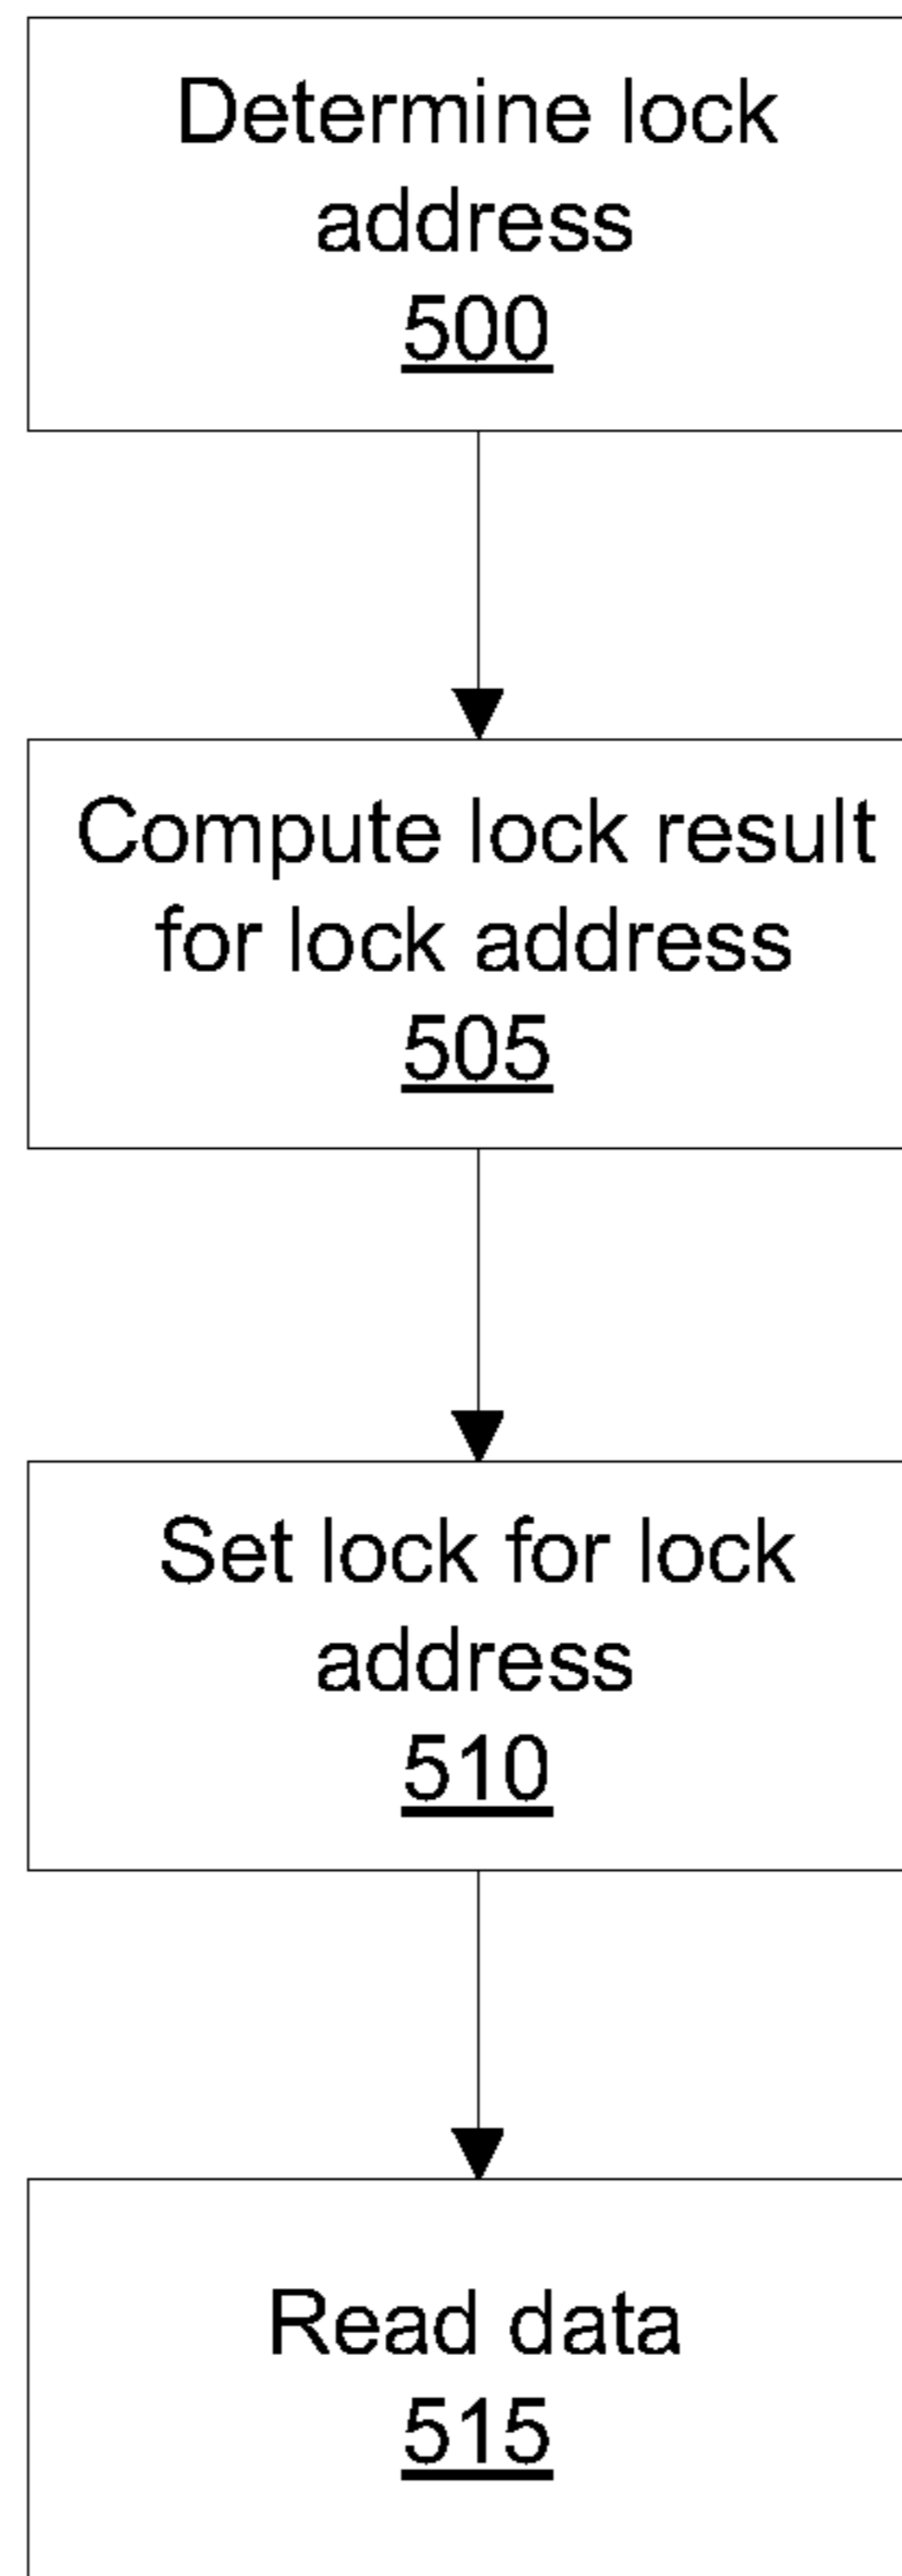 Determine lock
address
500
Compute lock result
for lock address
505
Set lock for lock
address
510
Read data
515